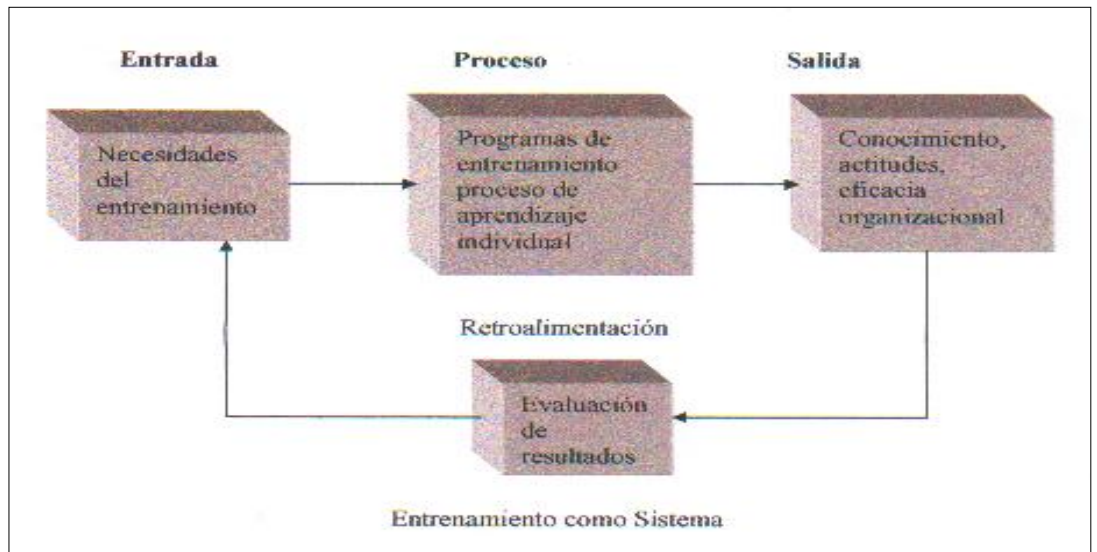 Entrada
Proceso
Salida
Necesidades
del
entrenamiento
Programas de
entrenamiento
proceso de
aprendizaje
individual
Conocimiento,
actitudes,
eficacia
organizacional
Retroalimentación
Evaluación
de
resultados
Entrenamiento como Sistema